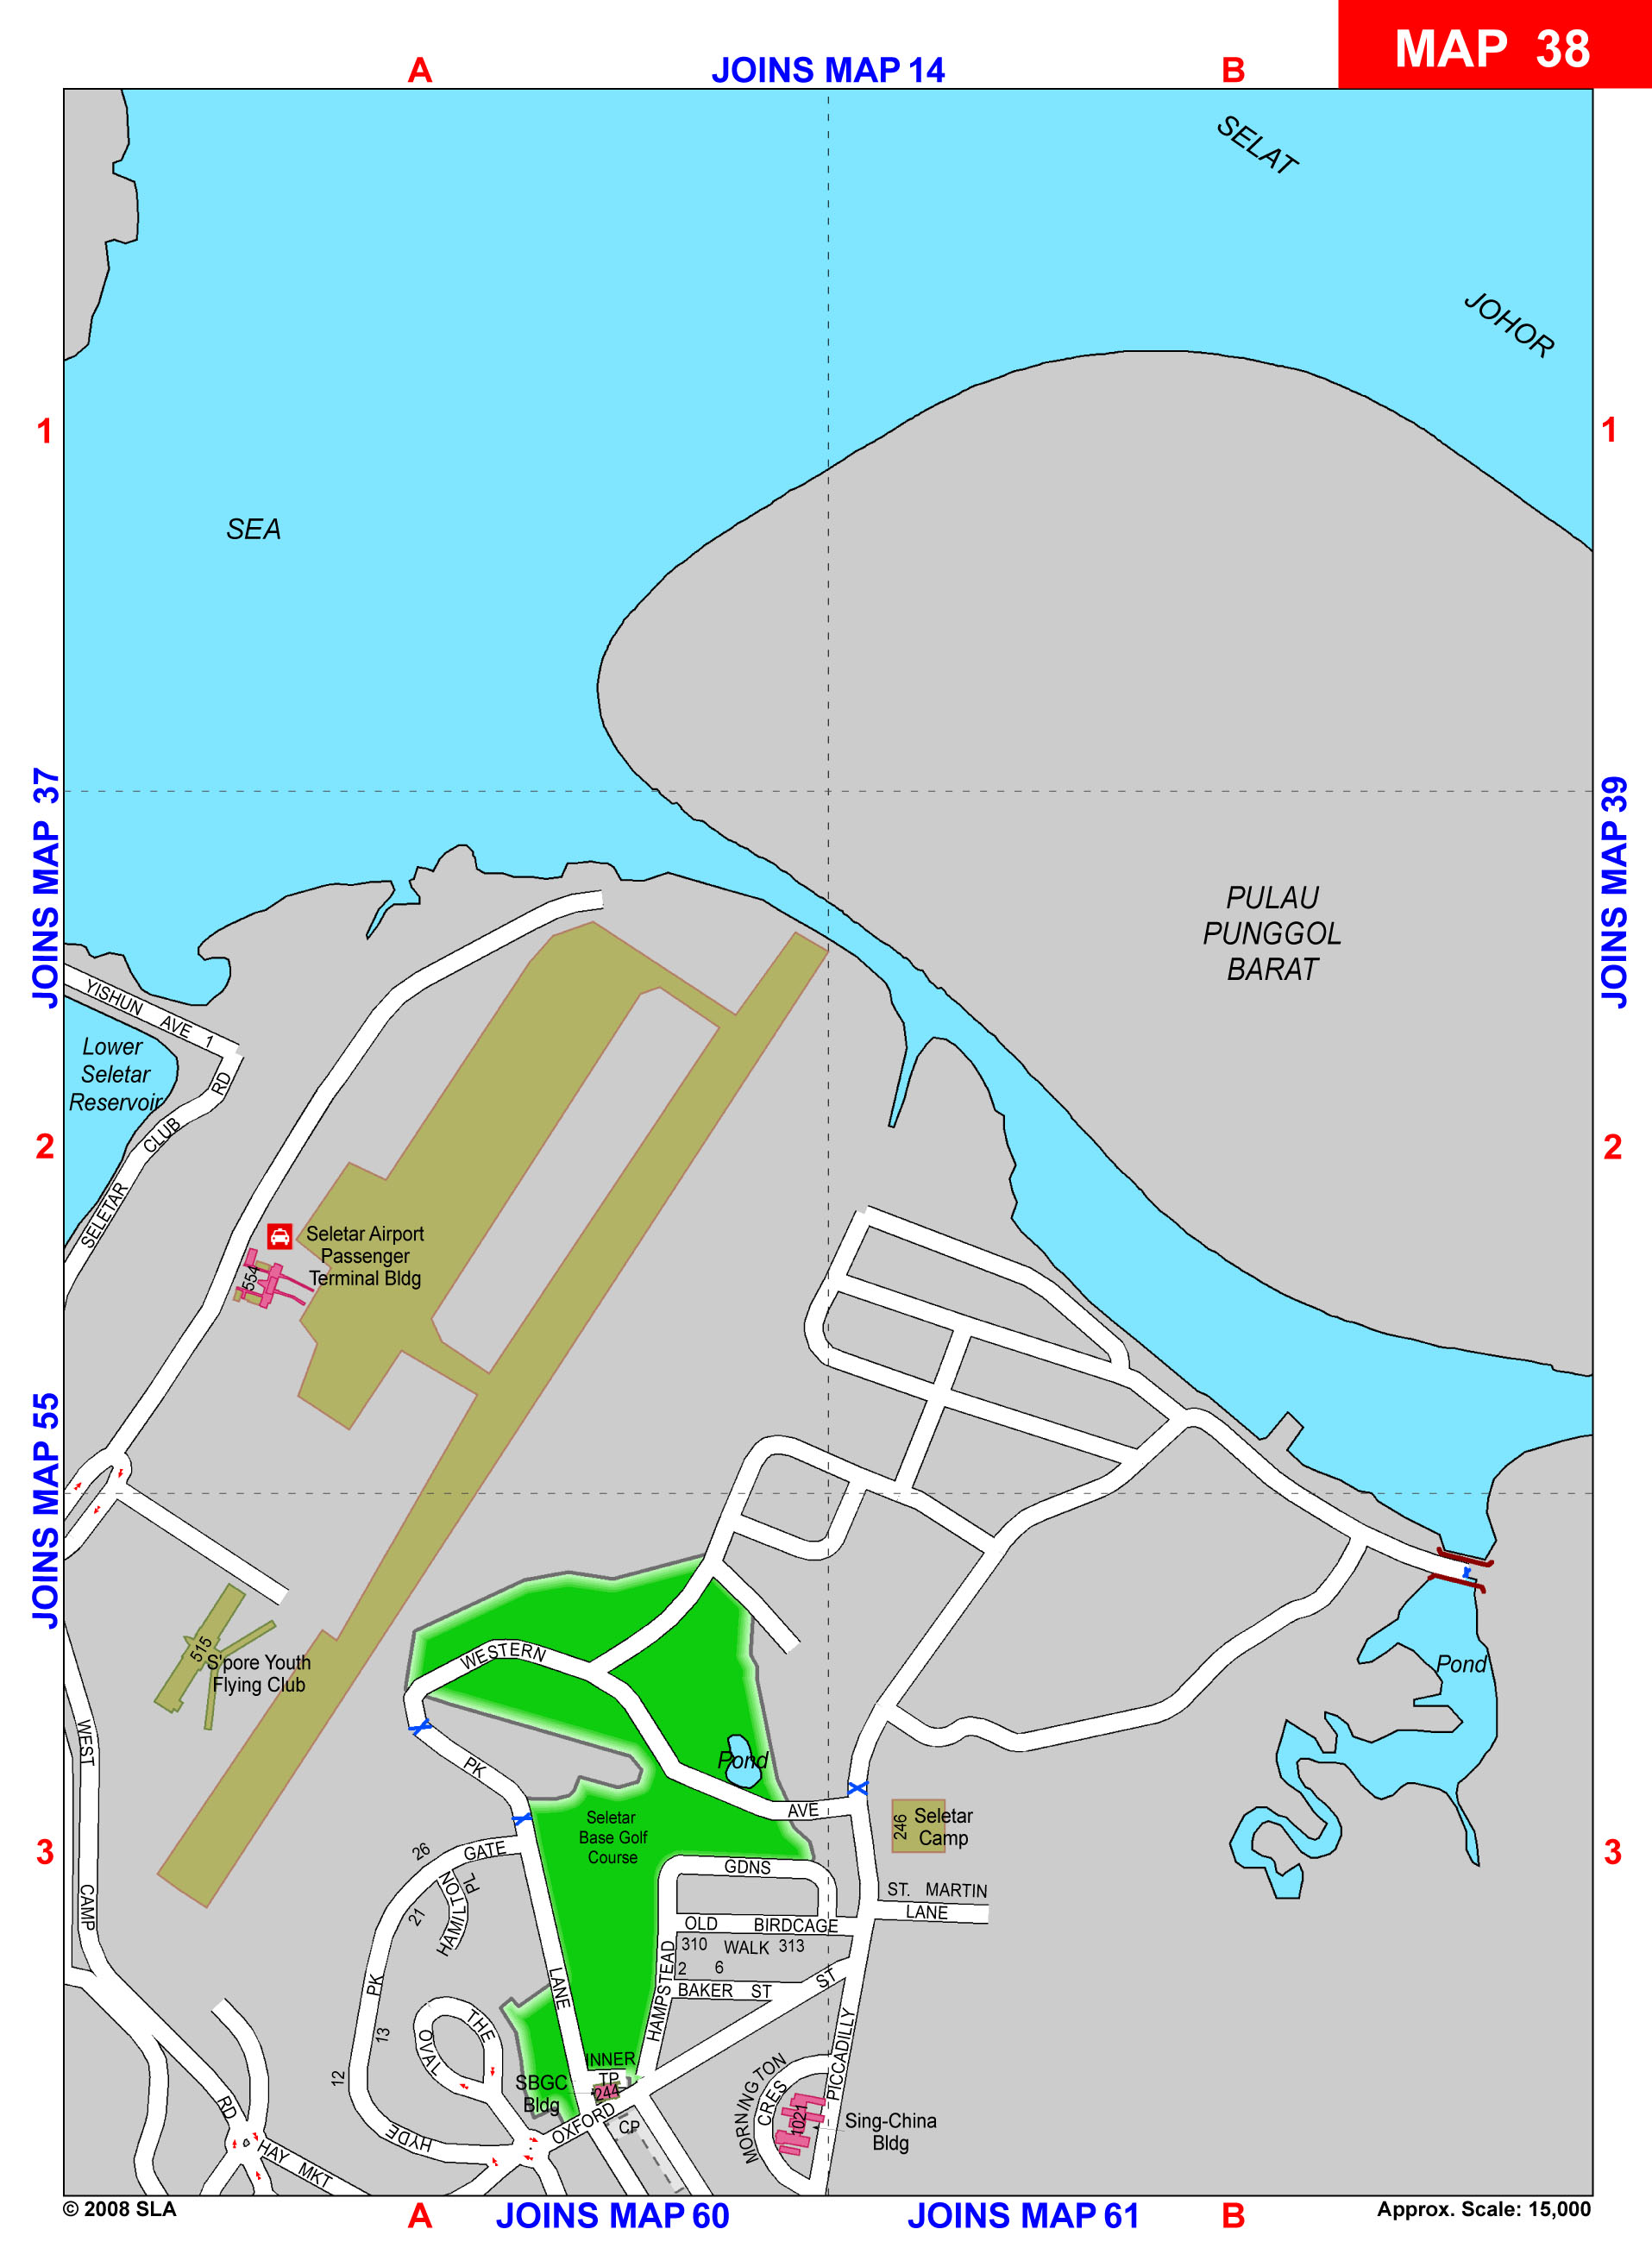 MAP 38
A
JOINS MAP 14
B
SELAT
JOHOR
1
1
SEA
JOINS MAP 37
JOINS MAP 39
PULAU
PUNGGOL
BARAT
YISHUN AVE 1
Lower
Seletar
Reservoir
SELETAR CLUB RD
2
2
Seletar Airport
Passenger
Terminal Bldg
554
JOINS MAP 55
515
S'pore Youth
Flying Club
WESTERN
PK
AVE
Pond
Pond
Seletar
Base Golf
Course
246
Seletar
Camp
3
3
WEST
CAMP
RD
26
GATE
HAMILTON
PL
21
PK
13
12
HYDE
LANE
GDNS
ST. MARTIN
LANE
OLD BIRDCAGE
310 WALK 313
2 6
BAKER ST
ST
HAMPSTEAD
THE
OVAL
INNER
TP
244
SBGC
Bldg
OXFORD
CP
MORNINGTON
CRES
1021
PICCADILLY
Sing-China
Bldg
HAY MKT
© 2008 SLA
A
JOINS MAP 60
JOINS MAP 61
B
Approx. Scale: 15,000